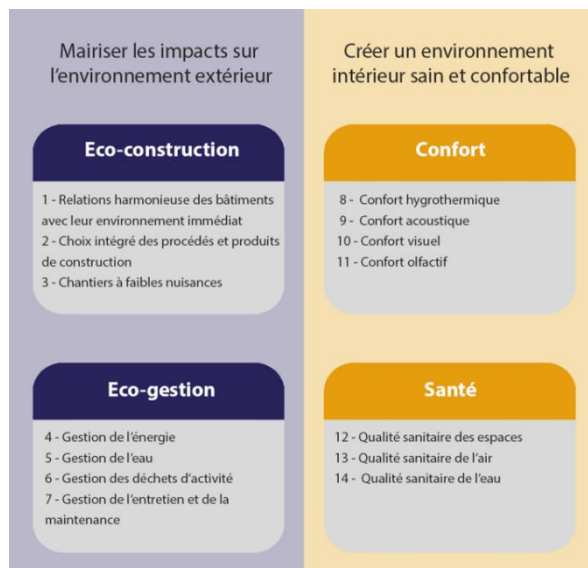 Mairiser les impacts sur
l'environnement extérieur
Eco-construction
1 - Relations harmonieuse des bâtiments
avec leur environnement immédiat
2 - Choix intégré des procédés et produits
de construction
3 - Chantiers à faibles nuisances
Eco-gestion
4 - Gestion de l'énergie
5 - Gestion de l'eau
6 - Gestion des déchets d'activité
7 - Gestion de l'entretien et de la
maintenance
Créer un environnement
intérieur sain et confortable
Confort
8 - Confort hygrothermique
9 - Confort acoustique
10 - Confort visuel
11 - Confort olfactif
Santé
12 - Qualité sanitaire des espaces
13 - Qualité sanitaire de l'air
14 - Qualité sanitaire de l'eau